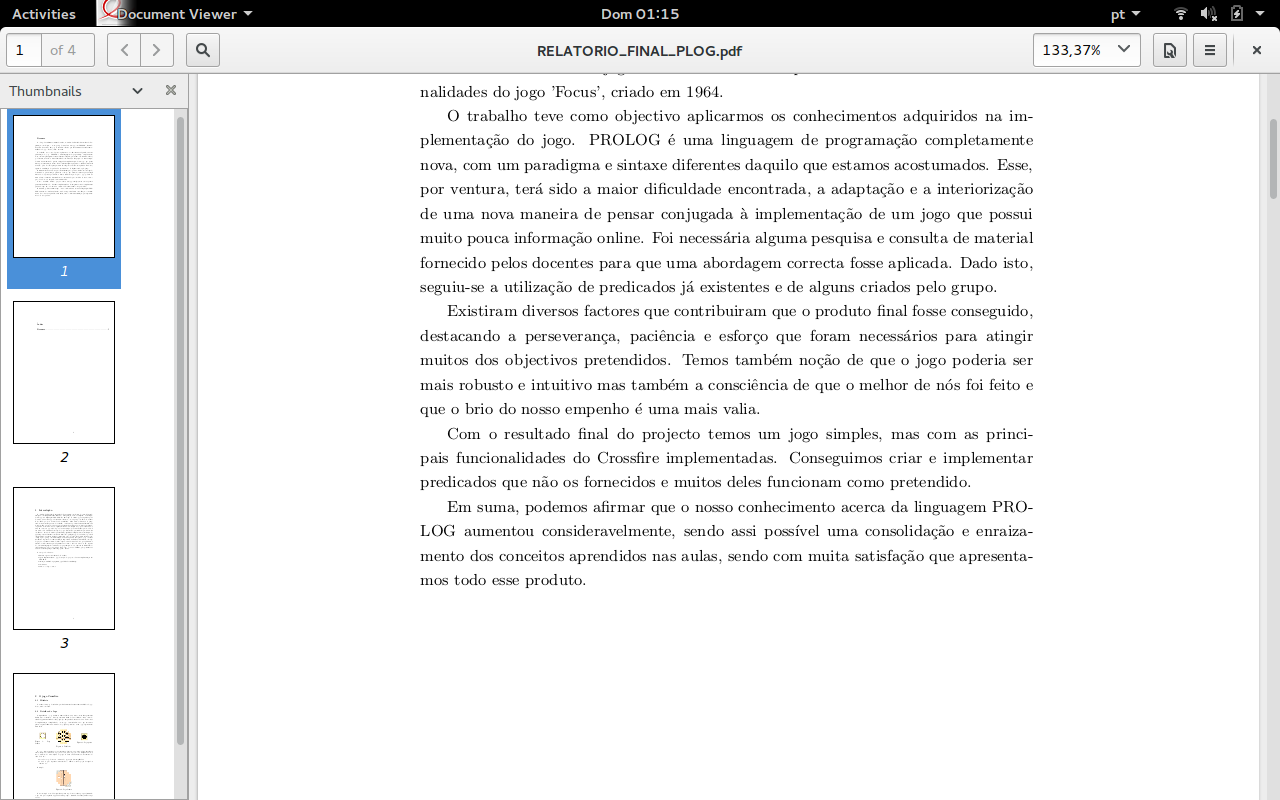 Activities Document Viewer Dom 01:15 pt
1 of 4 RELATORIO_FINAL_PLOG.pdf 133,37%
Thumbnails
1
2
3
nalidades do jogo 'Focus', criado em 1964.
O trabalho teve como objectivo aplicarmos os conhecimentos adquiridos na im-
plementação do jogo. PROLOG é uma linguagem de programação completamente
nova, com um paradigma e sintaxe diferentes daquilo que estamos acostumados. Esse,
por ventura, terá sido a maior dificuldade encontrada, a adaptação e a interiorização
de uma nova maneira de pensar conjugada à implementação de um jogo que possui
muito pouca informação online. Foi necessária alguma pesquisa e consulta de material
fornecido pelos docentes para que uma abordagem correcta fosse aplicada. Dado isto,
seguiu-se a utilização de predicados já existentes e de alguns criados pelo grupo.
Existiram diversos factores que contribuiram que o produto final fosse conseguido,
destacando a perseverança, paciência e esforço que foram necessários para atingir
muitos dos objectivos pretendidos. Temos também noção de que o jogo poderia ser
mais robusto e intuitivo mas também a consciência de que o melhor de nós foi feito e
que o brio do nosso empenho é uma mais valia.
Com o resultado final do projecto temos um jogo simples, mas com as princi-
pais funcionalidades do Crossfire implementadas. Conseguimos criar e implementar
predicados que não os fornecidos e muitos deles funcionam como pretendido.
Em suma, podemos afirmar que o nosso conhecimento acerca da linguagem PRO-
LOG aumentou consideravelmente, sendo assi possível uma consolidação e enraiza-
mento dos conceitos aprendidos nas aulas, sendo com muita satisfação que apresenta-
mos todo esse produto.